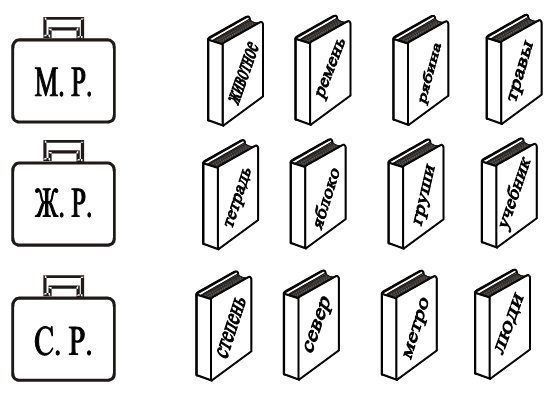 М. Р. животное ремень рябина травы
Ж. Р. тетрадь яблоко груши учебник
С. Р. степень север метро люди